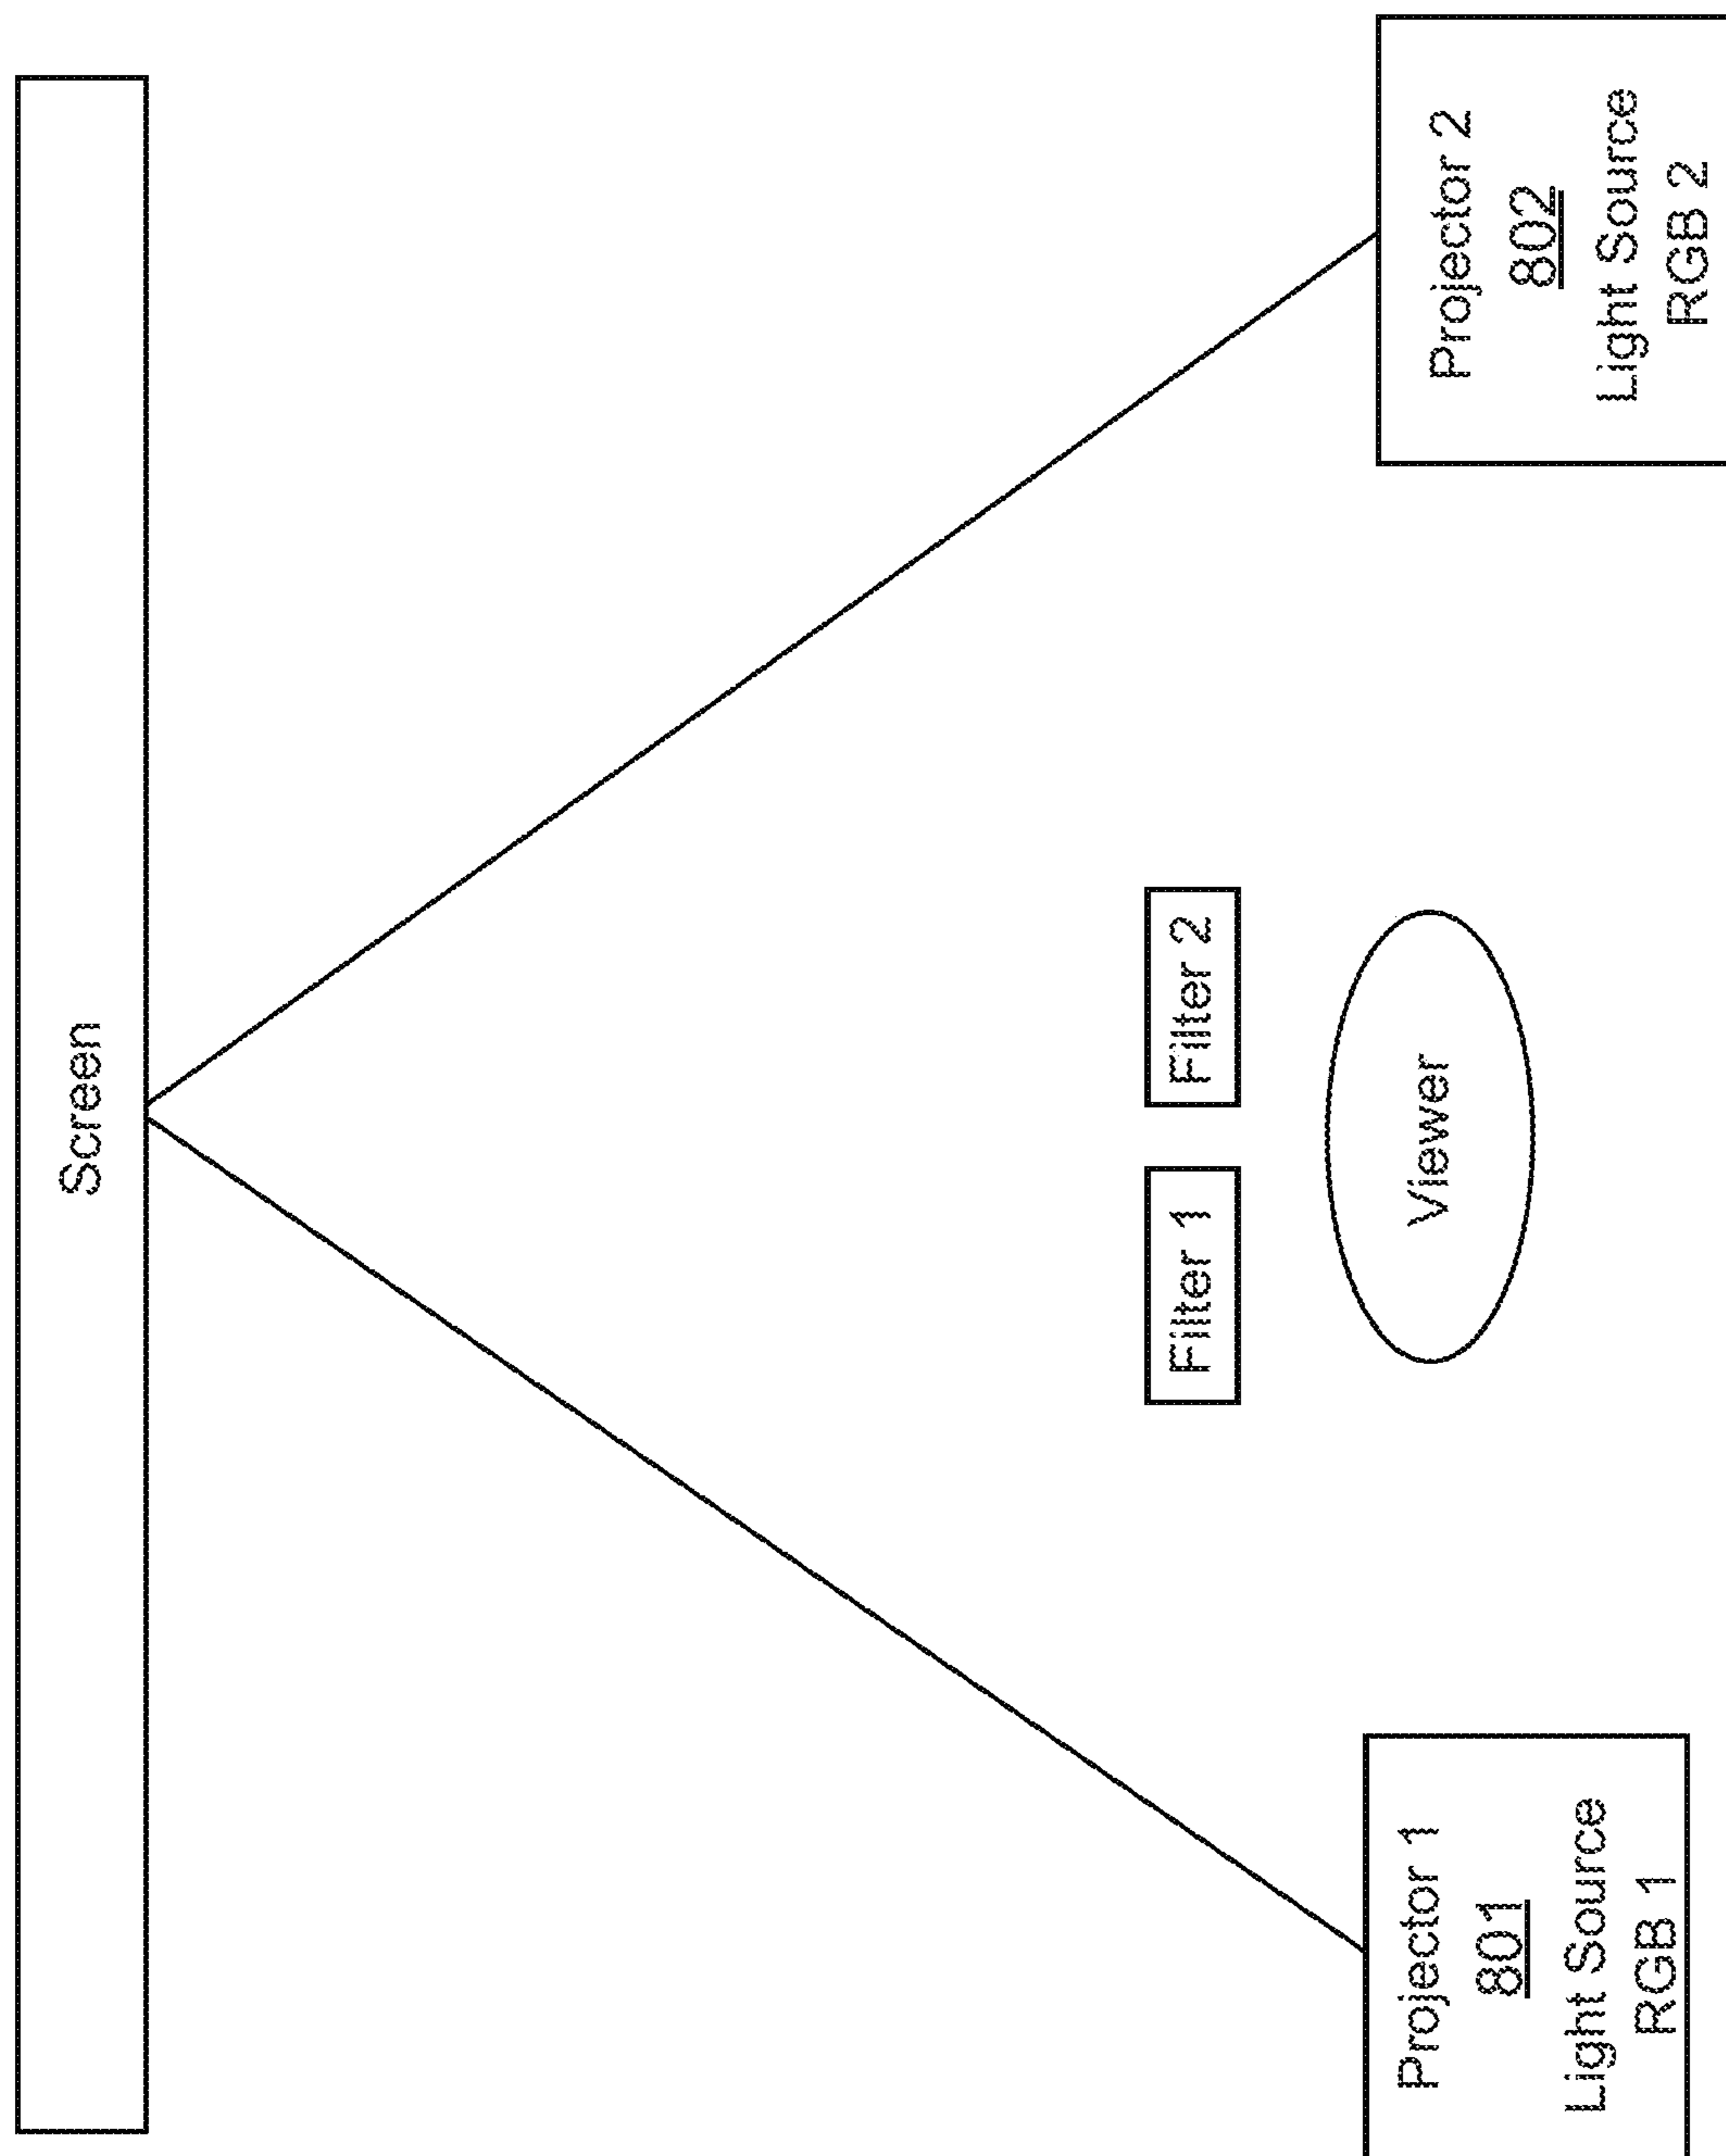 Screen
Filter 1
Filter 2
Viewer
Projector 1
801
Light Source
RGB 1
Projector 2
802
Light Source
RGB 2